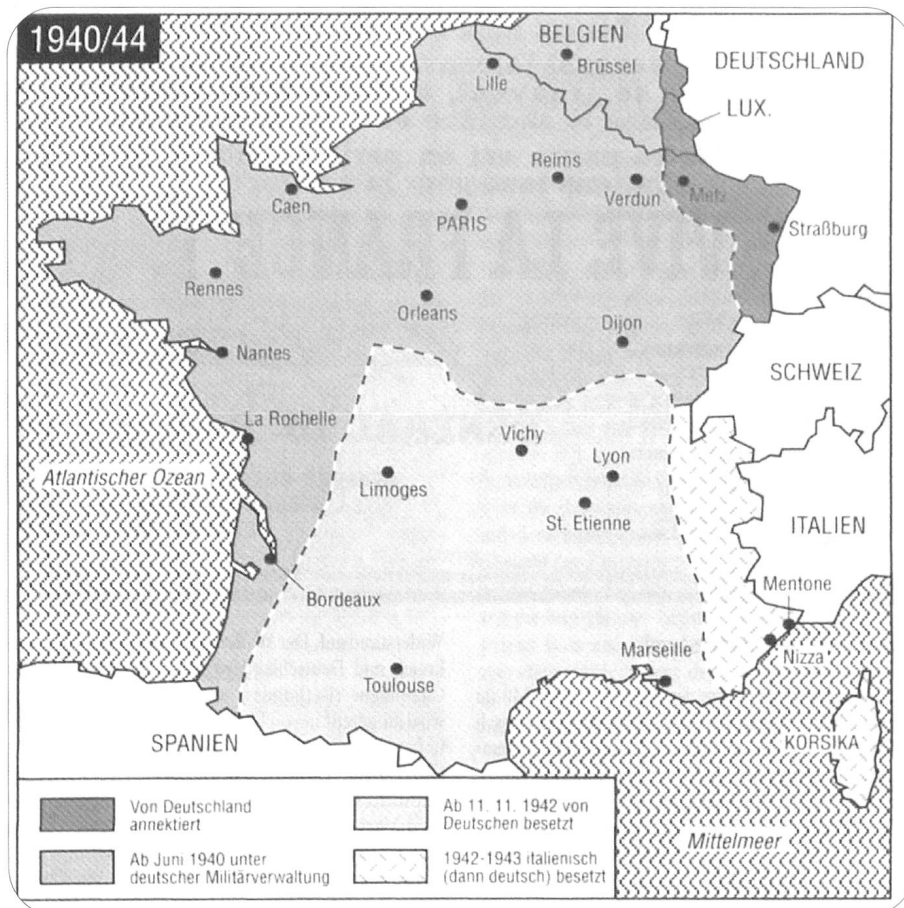 1940/44
BELGIEN
Brüssel
Lille
DEUTSCHLAND
LUX.
Reims
Verdun
Metz
Caen
PARIS
Straßburg
Rennes
Orleans
Dijon
Nantes
SCHWEIZ
La Rochelle
Vichy
Lyon
Atlantischer Ozean
Limoges
St. Etienne
ITALIEN
Mentone
Bordeaux
Marseille
Nizza
Toulouse
SPANIEN
KORSIKA
Mittelmeer
Von Deutschland
annektiert
Ab Juni 1940 unter
deutscher Militärverwaltung
Ab 11. 11. 1942 von
Deutschen besetzt
1942-1943 italienisch
(dann deutsch) besetzt